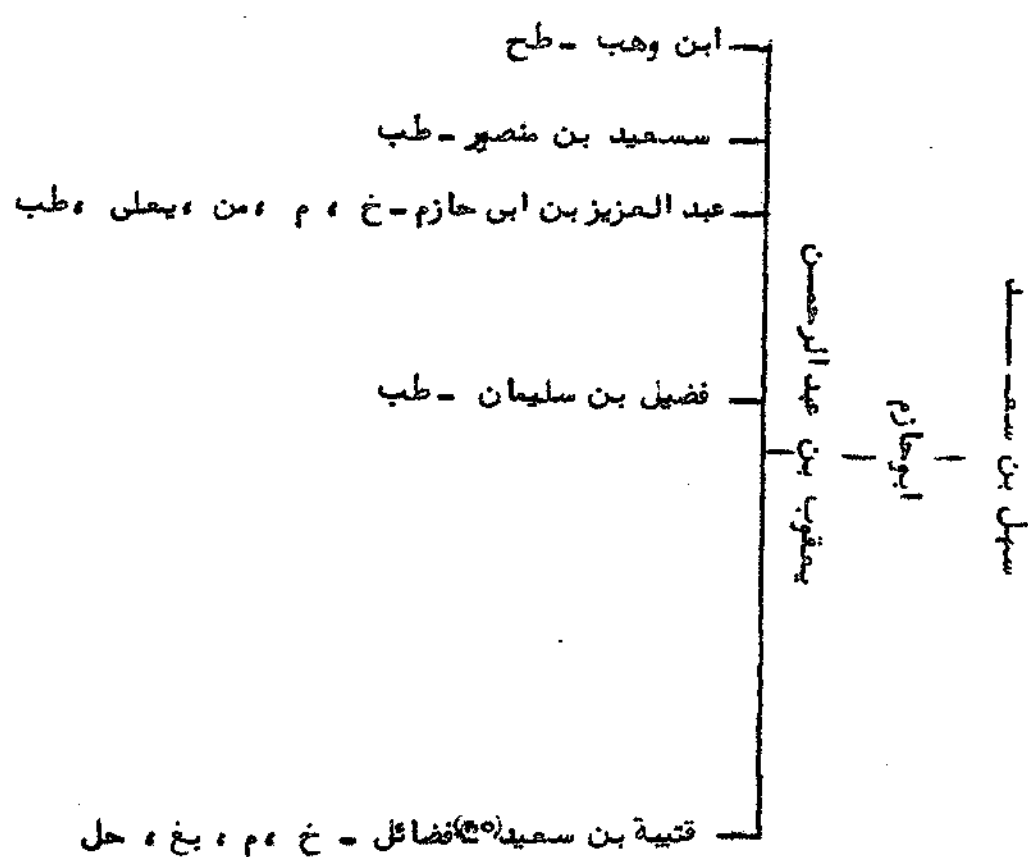 ابن وهب - طح
سسعيد بن منصور - طب
عبد العزيز بن ابى حازم - خ ، م ، من ، يعلى ، طب
فضيل بن سليمان - طب
قتيبة بن سعيد فضائل - خ ، م ، بغ ، حل
يعقوب بن عبد الرحمن
ابوحازم
سهل بن سعد